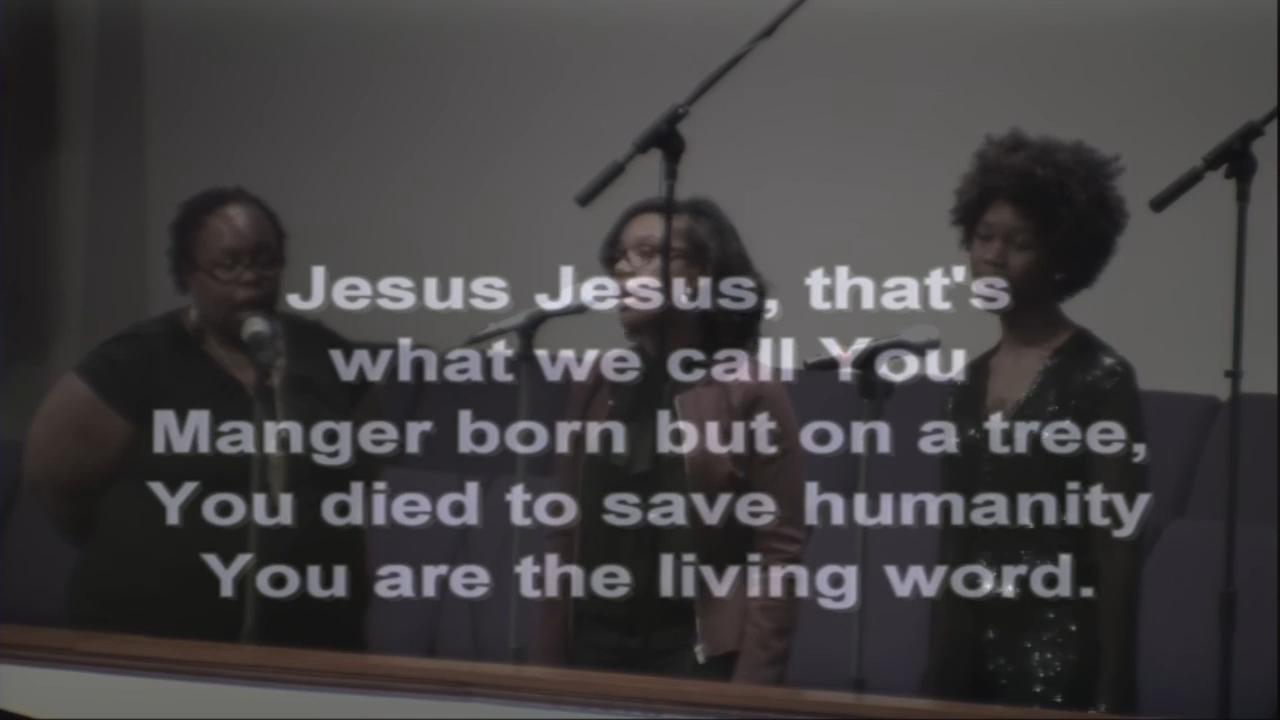 Jesus Jesus, that's
what we call You
Manger born but on a tree,
You died to save humanity
You are the living word.